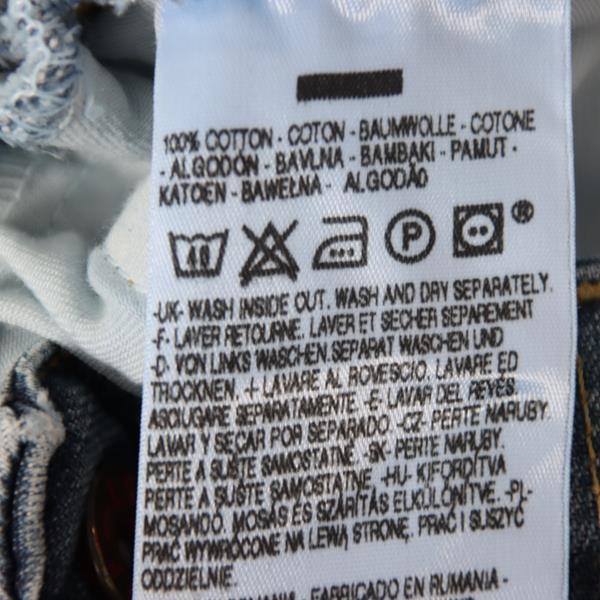 100% COTTON - COTON - BAUMWOLLE - COTONE
- ALGODÓN - BAVLNA - BAMBAKI - PAMUT -
KATOEN - BAWEŁNA - ALGODÃO
40 P ®
-UK- WASH INSIDE OUT. WASH AND DRY SEPARATELY.
-F- LAVER RETOURNE. LAVER ET SECHER SEPAREMENT
-D- VON LINKS WASCHEN. SEPARAT WASCHEN UND
TROCKNEN. -I- LAVARE AL ROVESCIO. LAVARE ED
ASCIUGARE SEPARATAMENTE. -E- LAVAR DEL REVES.
LAVAR Y SECAR POR SEPARADO. -CZ- PERTE NARUBY.
PERTE A SUŠTE SAMOSTATNE. -SK- PERTE NARUBY.
PERTE A SUŠTE SAMOSTATNE. -HU- KIFORDÍTVA
MOSANDO. MOSÁS ÉS SZÁRITÁS ELKÜLÖNÍTVE. -PL-
PRAĆ WYWRÓCONE NA LEWĄ STRONĘ. PRAĆ I SUSZYĆ
ODDZIELNIE.
- FABRICADO EN RUMANIA -